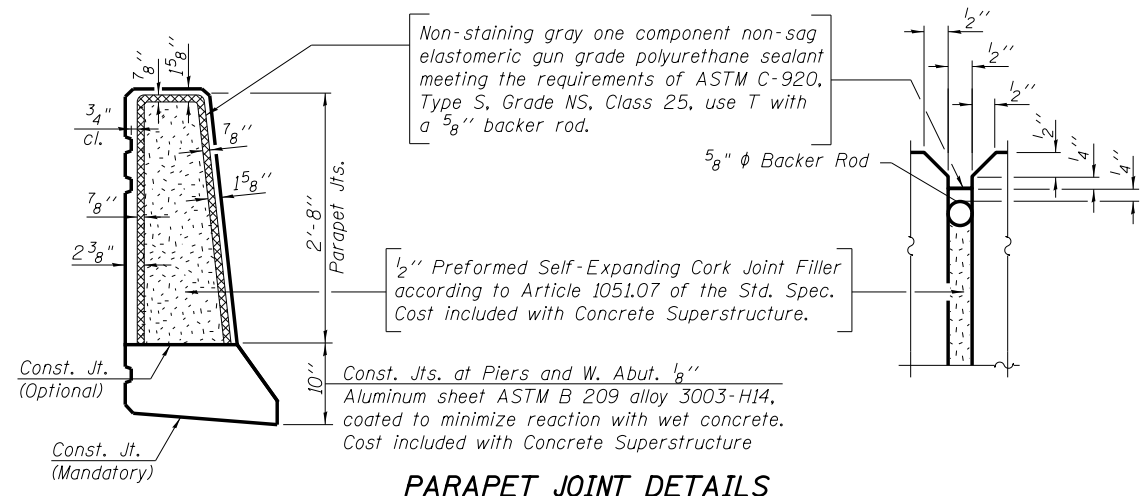 Non-staining gray one component non-sag
elastomeric gun grade polyurethane sealant
meeting the requirements of ASTM C-920,
Type S, Grade NS, Class 25, use T with
a 5/8" backer rod.
7/8"
1 5/8"
3/4"
cl.
7/8"
1 5/8"
7/8"
2 3/8"
2'-8"
Parapet Jts.
10"
1/2"
1/2"
1/2"
1/2"
1/4"
1/4"
5/8" ϕ Backer Rod
1/2" Preformed Self-Expanding Cork Joint Filler
according to Article 1051.07 of the Std. Spec.
Cost included with Concrete Superstructure.
Const. Jt.
(Optional)
Const. Jts. at Piers and W. Abut. 1/8"
Aluminum sheet ASTM B 209 alloy 3003-H14,
coated to minimize reaction with wet concrete.
Cost included with Concrete Superstructure
Const. Jt.
(Mandatory)
PARAPET JOINT DETAILS